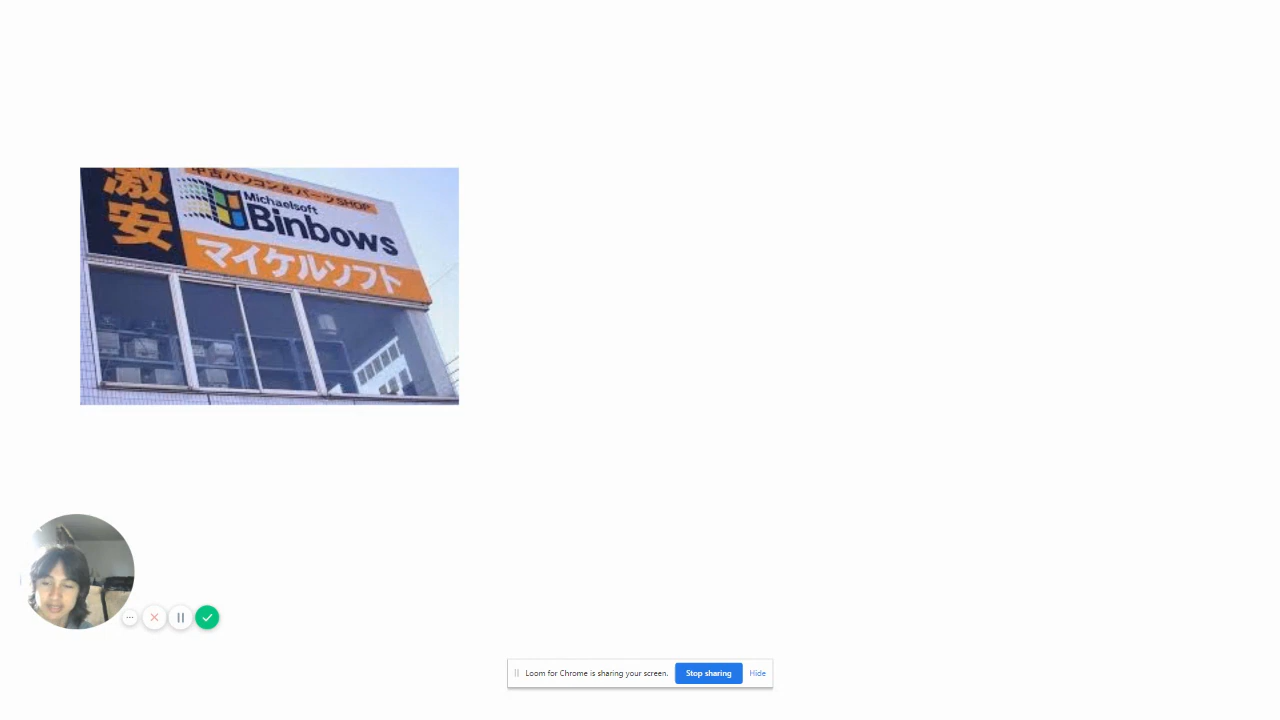 激安
中古パソコン&パーツSHOP
Michaelsoft
Binbows
マイケルソフト
Loom for Chrome is sharing your screen.
Stop sharing
Hide